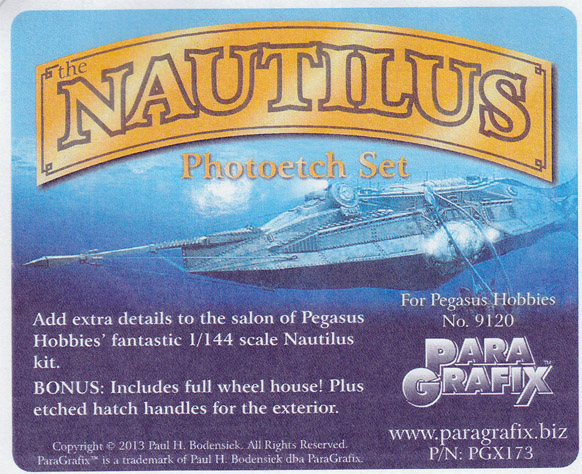 the
NAUTILUS
Photoetch Set
For Pegasus Hobbies
No. 9120
Add extra details to the salon of Pegasus
Hobbies' fantastic 1/144 scale Nautilus
kit.
BONUS: Includes full wheel house! Plus
etched hatch handles for the exterior.
PARA
GRAFIX™
www.paragrafix.biz
P/N: PGX173
Copyright © 2013 Paul H. Bodensiek. All Rights Reserved.
ParaGrafix™ is a trademark of Paul H. Bodensiek dba ParaGrafix.